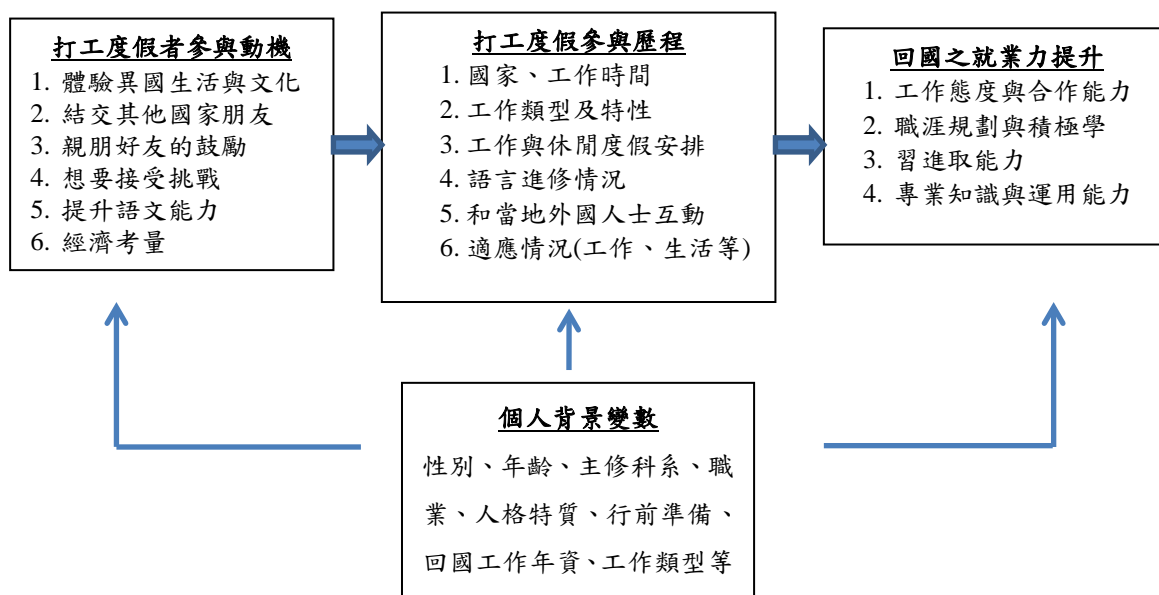 打工度假者參與動機
1. 體驗異國生活與文化
2. 結交其他國家朋友
3. 親朋好友的鼓勵
4. 想要接受挑戰
5. 提升語文能力
6. 經濟考量
打工度假參與歷程
1. 國家、工作時間
2. 工作類型及特性
3. 工作與休閒度假安排
4. 語言進修情況
5. 和當地外國人士互動
6. 適應情況(工作、生活等)
回國之就業力提升
1. 工作態度與合作能力
2. 職涯規劃與積極學
3. 習進取能力
4. 專業知識與運用能力
個人背景變數
性別、年齡、主修科系、職
業、人格特質、行前準備、
回國工作年資、工作類型等